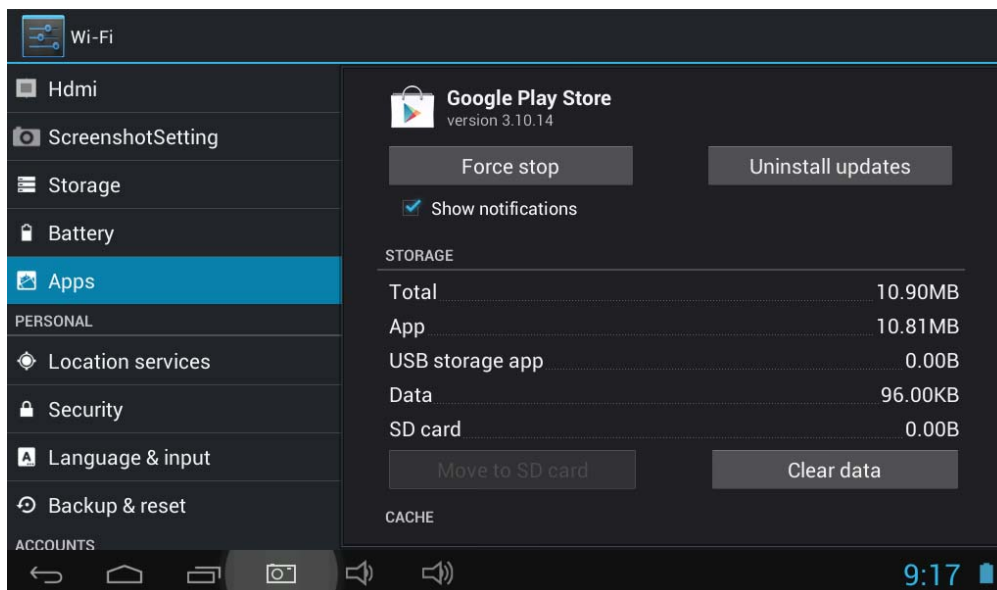 Wi-Fi
Hdmi
ScreenshotSetting
Storage
Battery
Apps
PERSONAL
Location services
Security
Language & input
Backup & reset
ACCOUNTS
Google Play Store
version 3.10.14
Force stop
Uninstall updates
Show notifications
STORAGE
Total 10.90MB
App 10.81MB
USB storage app 0.00B
Data 96.00KB
SD card 0.00B
Move to SD card
Clear data
CACHE
9:17